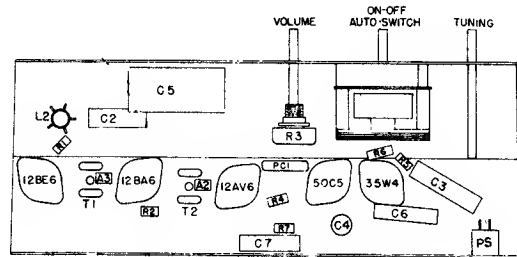 VOLUME
ON-OFF
AUTO-SWITCH
TUNING
L2
C2
C5
R1
R3
12BE6
A3
T1
12BA6
R2
A2
T2
12AV6
PC1
R4
50C5
R6
35W4
R5
C3
C4
C6
R7
C7
PS